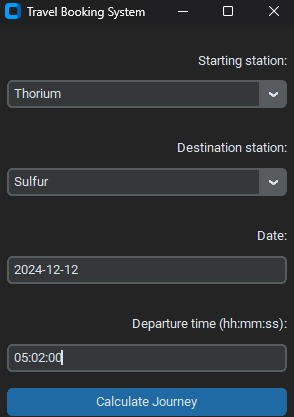 Travel Booking System
Starting station:
Thorium
Destination station:
Sulfur
Date:
2024-12-12
Departure time (hh:mm:ss):
05:02:00
Calculate Journey